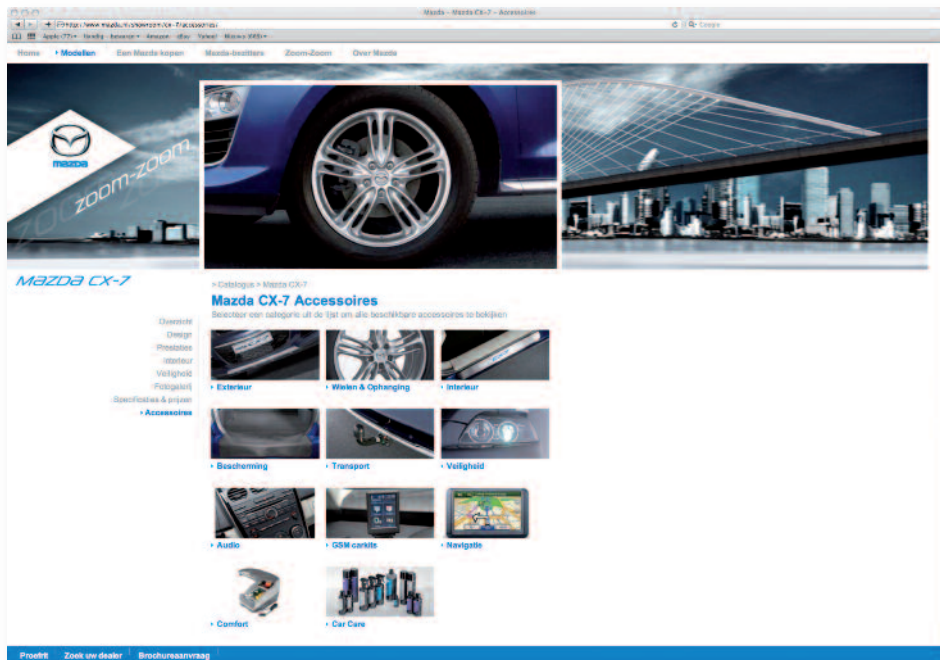 Mazda - Mazda CX-7 - Accessoires
Google
Home Modellen Een Mazda kopen Mazda-bezitters Zoom-Zoom Over Mazda
mazda
zoom-zoom
mazda CX-7
> Catalogus > Mazda CX-7
Mazda CX-7 Accessoires
Selecteer een categorie uit de lijst om alle beschikbare accessoires te bekijken
Overzicht
Design
Prestaties
Interieur
Veiligheid
Fotogalerij
Specificaties & prijzen
Accessoires
Exterieur Wielen & Ophanging Interieur
Bescherming Transport Veiligheid
Audio GSM carkits Navigatie
Comfort Car Care
Proefrit Zoek uw dealer Brochureaanvraag